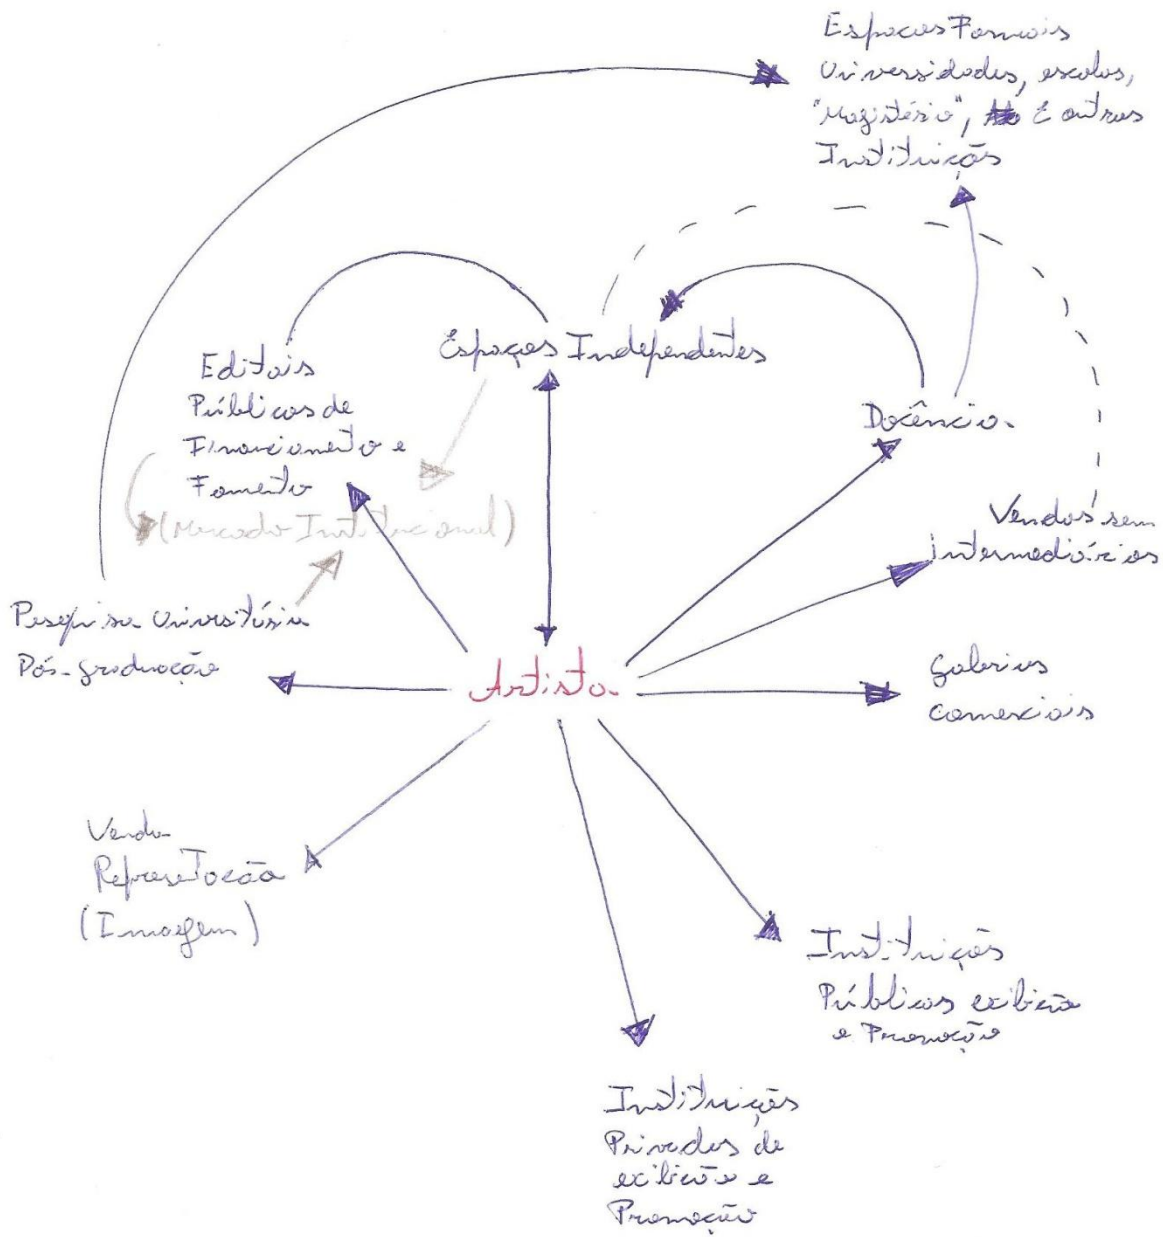 Espaços Formais
Universidades, escolas,
"Magistério", e outras
Instituições
Espaços Independentes
Editais
Públicos de
Financiamento e
Fomento
(Mercado Institucional)
Docência
Vendas sem
intermediários
Pesquisa Universitária
Pós-graduação
Artista
Galerias
Comerciais
Venda
Represetação
(Imagem)
Instituições
Públicas exibição
e Promoção
Instituições
Privadas de
exibição e
Promoção